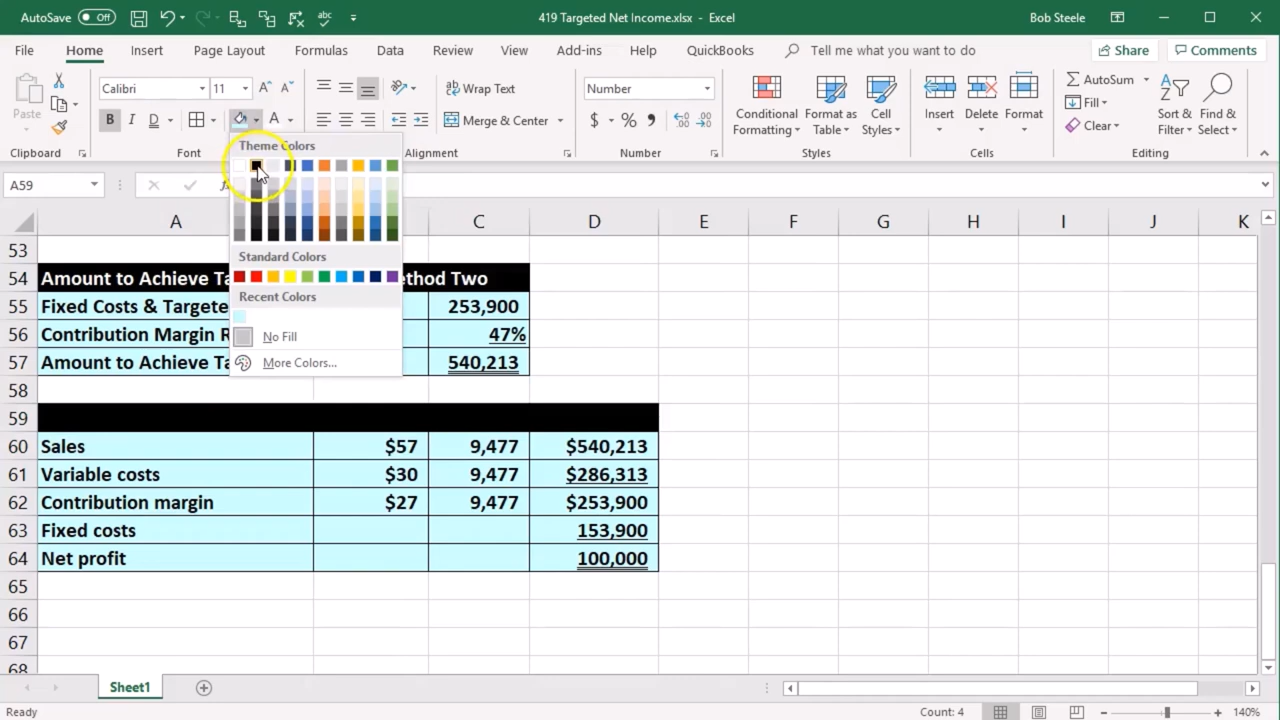 AutoSave Off 419 Targeted Net Income.xlsx - Excel Bob Steele
File Home Insert Page Layout Formulas Data Review View Add-ins Help QuickBooks Tell me what you want to do Share Comments
Paste Calibri 11 A A Wrap Text Number Conditional Formatting Format as Table Cell Styles Insert Delete Format AutoSum Sort & Filter Find & Select
B I D A Merge & Center $ % Fill
Clear
Clipboard Font Alignment Number Styles Cells Editing
Theme Colors
A59
A C D E F G H I J K
Standard Colors
Recent Colors
No Fill
More Colors...
53
54 Amount to Achieve Ta ethod Two
55 Fixed Costs & Targete 253,900
56 Contribution Margin R 47%
57 Amount to Achieve Ta 540,213
58
59
60 Sales $57 9,477 $540,213
61 Variable costs $30 9,477 $286,313
62 Contribution margin $27 9,477 $253,900
63 Fixed costs 153,900
64 Net profit 100,000
65
66
67
68
Sheet1
Ready Count: 4 140%